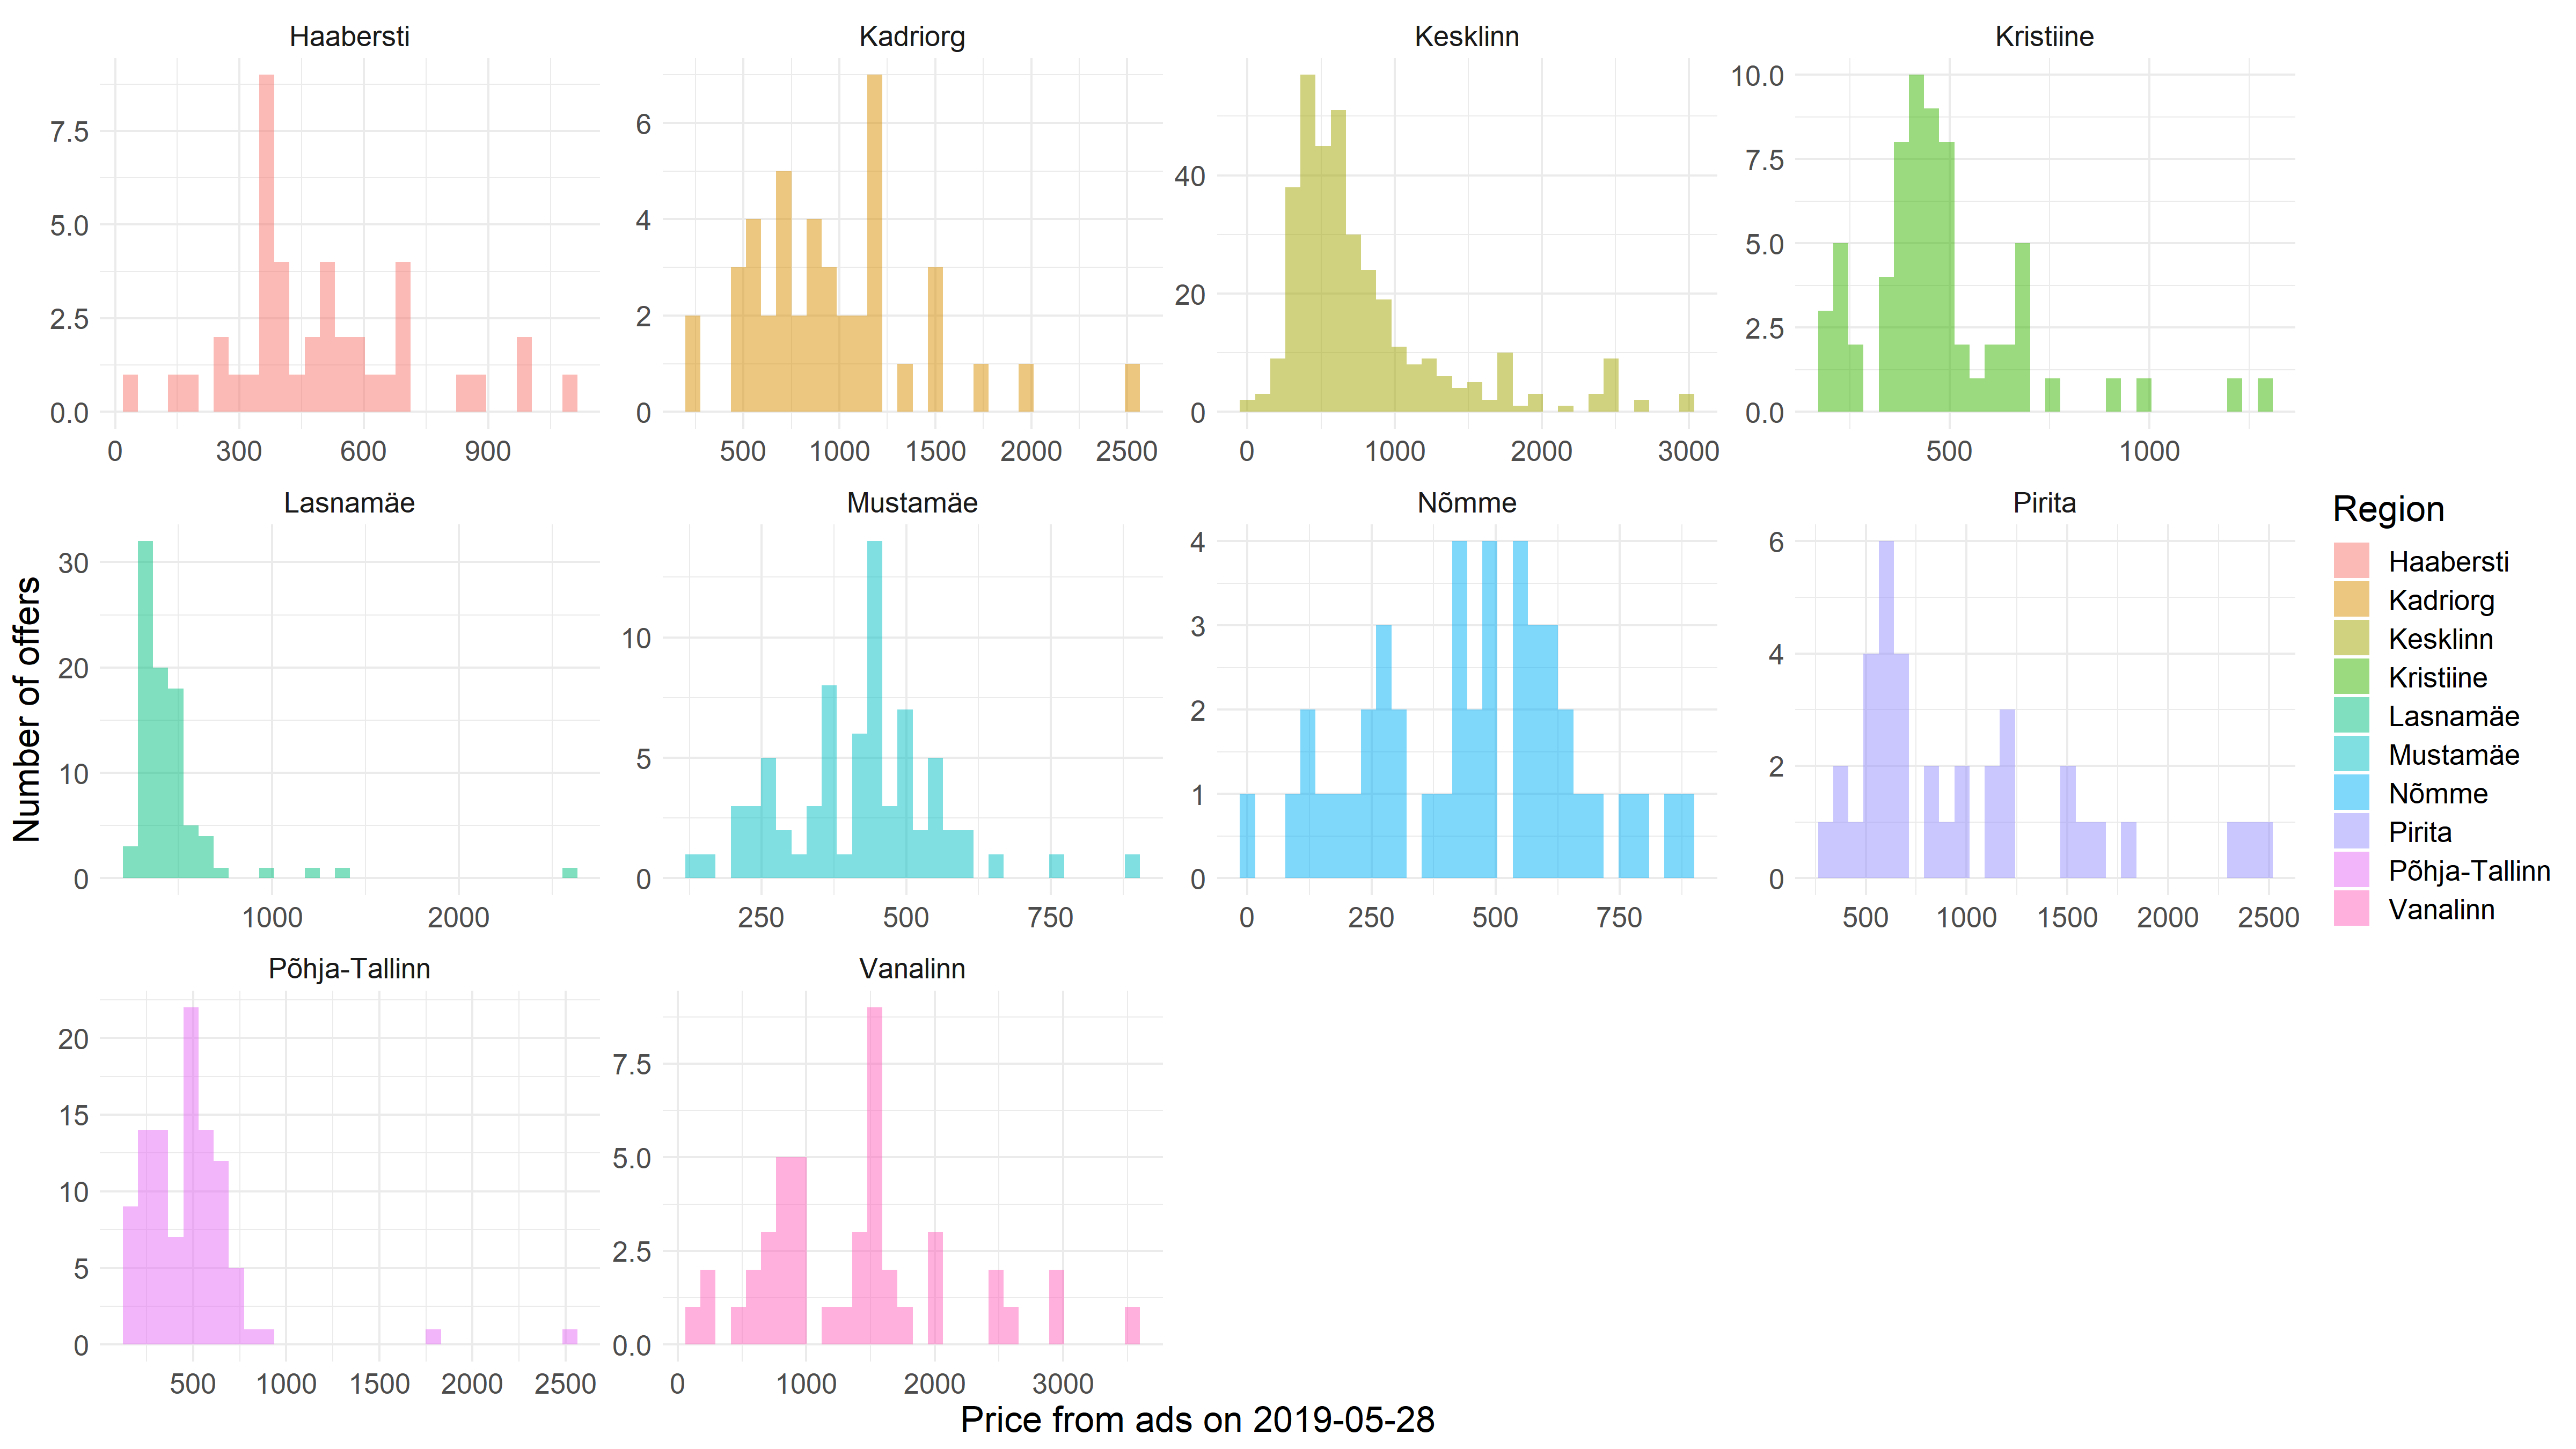 Haabersti
Kadriorg
Kesklinn
Kristiine
7.5
5.0
2.5
0.0
0 300 600 900
6
4
2
0
500 1000 1500 2000 2500
40
20
0
0 1000 2000 3000
10.0
7.5
5.0
2.5
0.0
500 1000
Lasnamäe
Mustamäe
Nõmme
Pirita
30
20
10
0
1000 2000
10
5
0
250 500 750
4
3
2
1
0
0 250 500 750
6
4
2
0
500 1000 1500 2000 2500
Põhja-Tallinn
Vanalinn
20
15
10
5
0
500 1000 1500 2000 2500
7.5
5.0
2.5
0.0
0 1000 2000 3000
Number of offers
Price from ads on 2019-05-28
Region
Haabersti
Kadriorg
Kesklinn
Kristiine
Lasnamäe
Mustamäe
Nõmme
Pirita
Põhja-Tallinn
Vanalinn